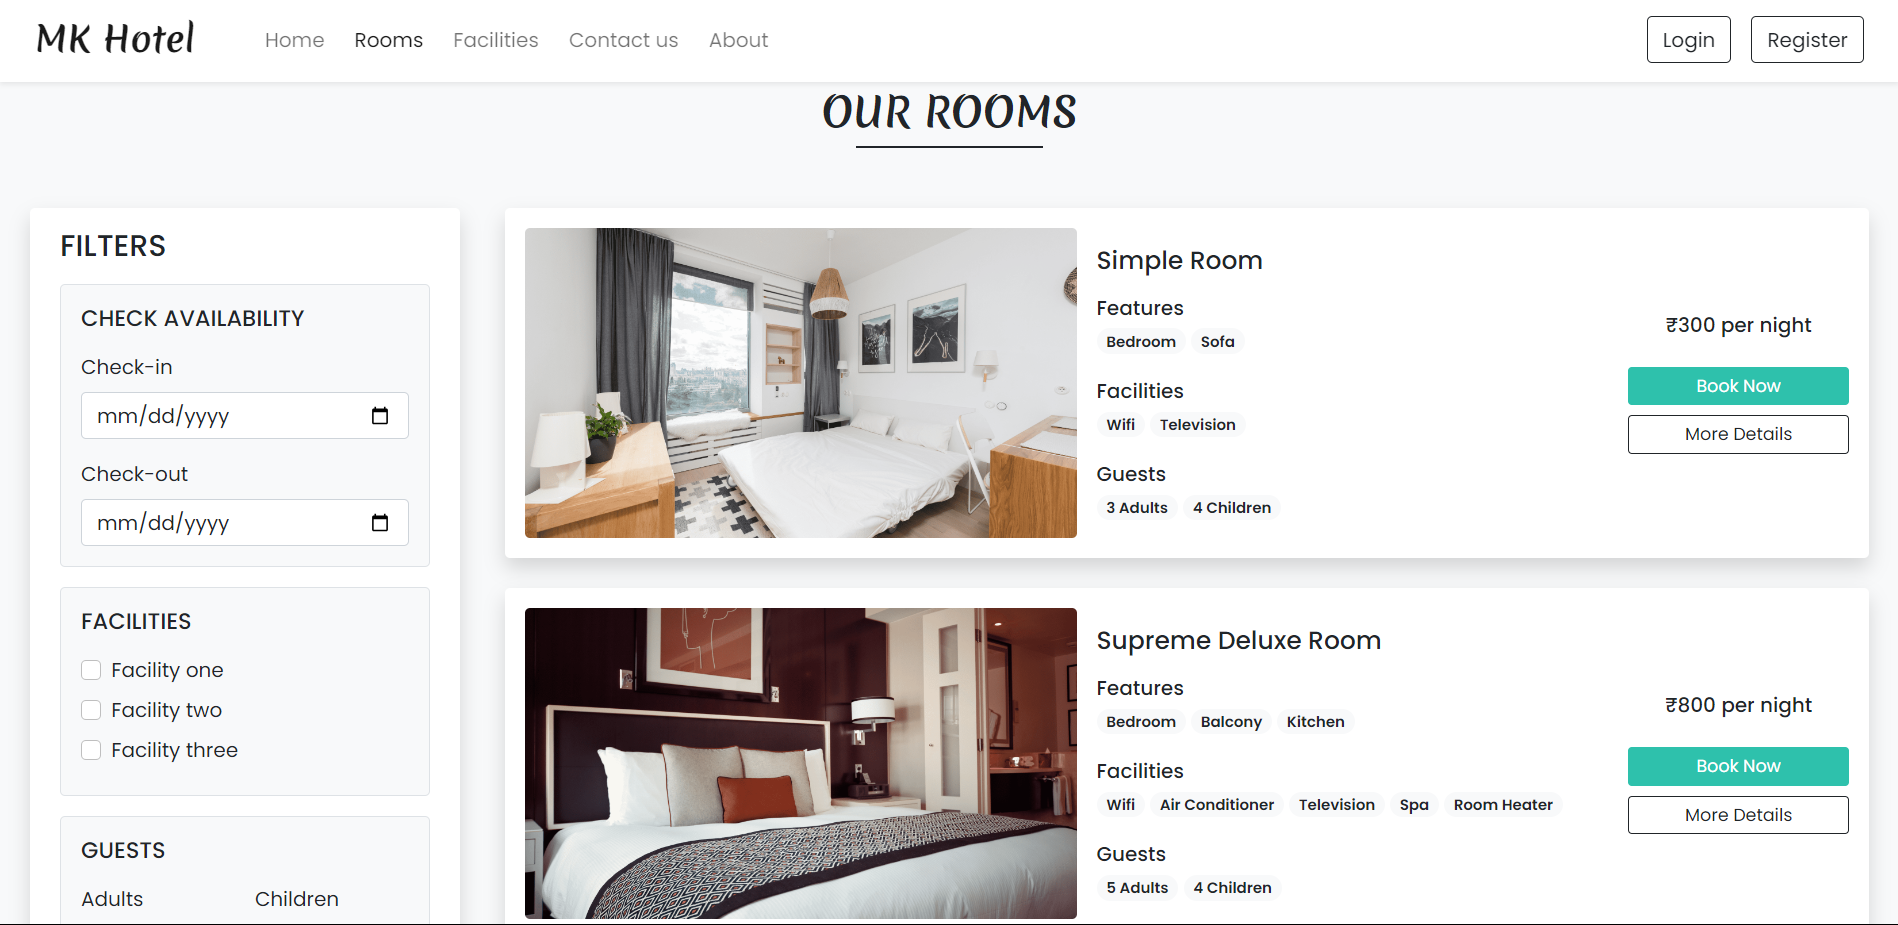 MK Hotel
Home Rooms Facilities Contact us About
Login Register
OUR ROOMS
FILTERS
CHECK AVAILABILITY
Check-in
mm/dd/yyyy
Check-out
mm/dd/yyyy
FACILITIES
Facility one
Facility two
Facility three
GUESTS
Adults Children
Simple Room
Features
Bedroom Sofa
Facilities
Wifi Television
Guests
3 Adults 4 Children
₹300 per night
Book Now
More Details
Supreme Deluxe Room
Features
Bedroom Balcony Kitchen
Facilities
Wifi Air Conditioner Television Spa Room Heater
Guests
5 Adults 4 Children
₹800 per night
Book Now
More Details